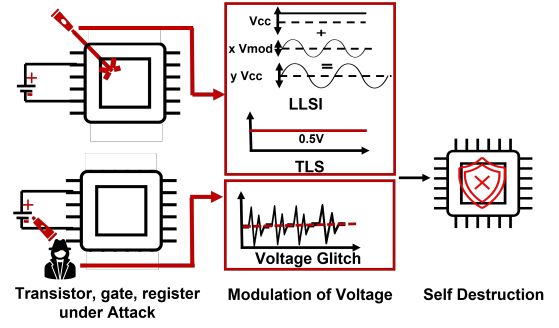 Vcc
+
x Vmod
=
y Vcc
LLSI
0.5V
TLS
+
+
Voltage Glitch
Transistor, gate, register
under Attack
Modulation of Voltage
Self Destruction